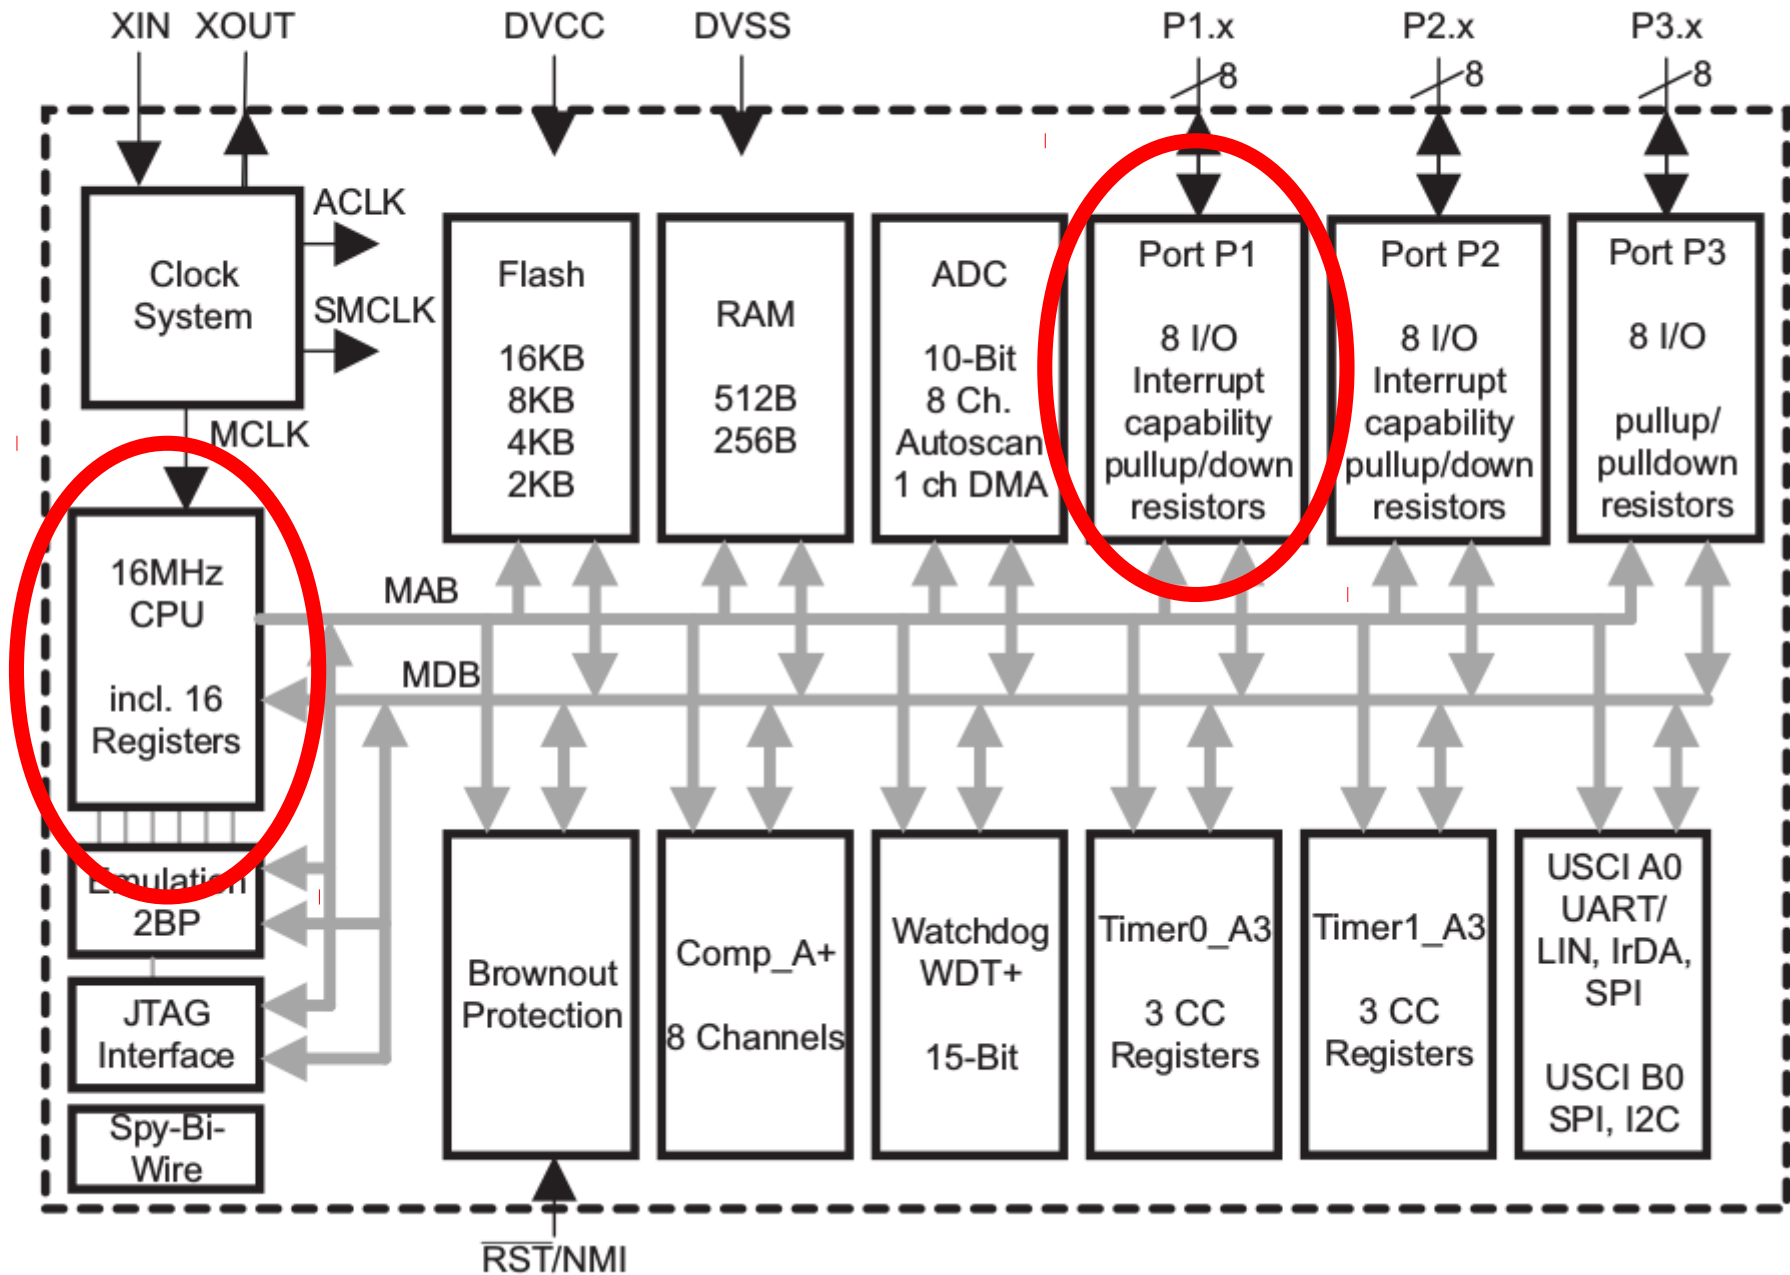 XIN XOUT DVCC DVSS P1.x P2.x P3.x
8 8 8
ACLK
SMCLK
MCLK
Clock
System
Flash
16KB
8KB
4KB
2KB
RAM
512B
256B
ADC
10-Bit
8 Ch.
Autoscan
1 ch DMA
Port P1
8 I/O
Interrupt
capability
pullup/down
resistors
Port P2
8 I/O
Interrupt
capability
pullup/down
resistors
Port P3
8 I/O
pullup/
pulldown
resistors
16MHz
CPU
incl. 16
Registers
MAB
MDB
Emulation
2BP
JTAG
Interface
Spy-Bi-
Wire
Brownout
Protection
Comp_A+
8 Channels
Watchdog
WDT+
15-Bit
Timer0_A3
3 CC
Registers
Timer1_A3
3 CC
Registers
USCI A0
UART/
LIN, IrDA,
SPI
USCI B0
SPI, I2C
RST/NMI